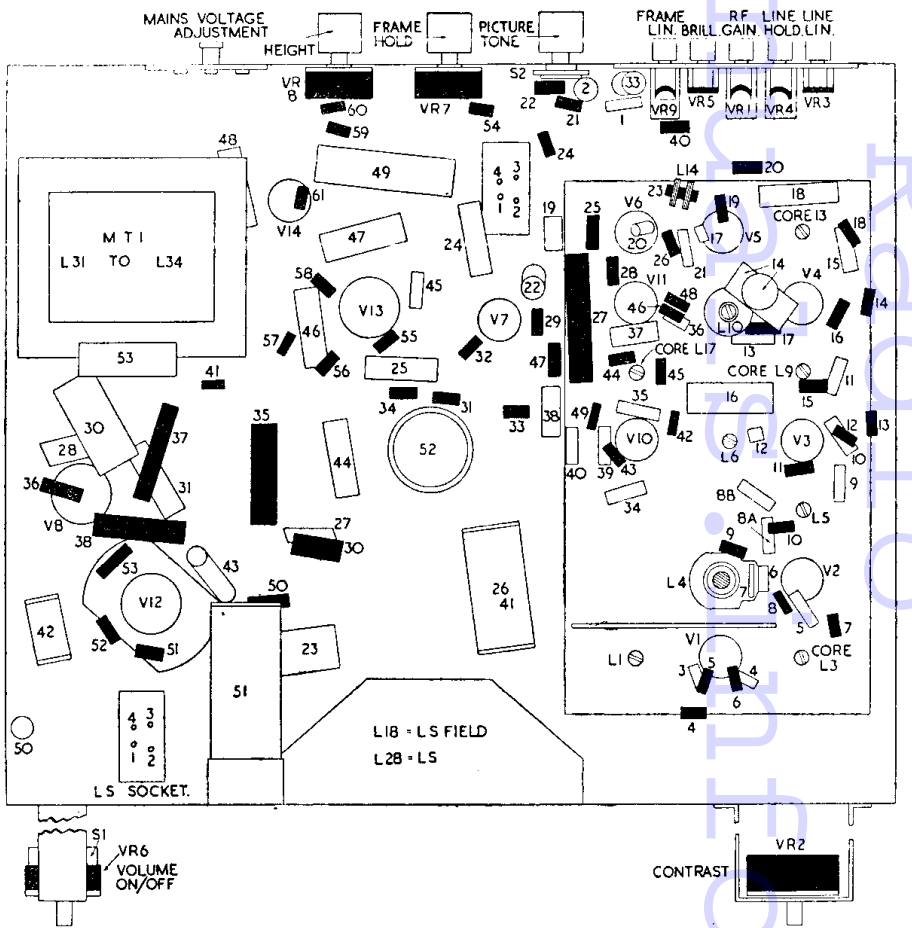 MAINS VOLTAGE
ADJUSTMENT
HEIGHT
FRAME
HOLD
PICTURE
TONE
FRAME
LIN.
BRILL.
RF
GAIN.
LINE
HOLD.
LINE
LIN.
S2
VR
8
VR7
22
2
33
60
54
21
1
VR9
VR5
VR1
VR4
VR3
59
40
24
20
48
49
4 3
1 2
L14
23
18
61
V14
24
19
25
V6
20
19
17
V5
CORE 13
18
15
47
26
21
MT1
L31 TO L34
58
45
22
28
V11
48
46
36
14
V4
14
V13
V7
27
L10
17
16
46
29
37
13
57
55
32
CORE L17
53
56
25
47
44
45
CORE L9
11
41
15
34
31
16
30
37
35
33
38
35
49
42
12
13
28
52
V10
L6
12
V3
10
44
40
39
43
11
36
31
9
V8
34
8B
38
27
8A
10
L5
30
9
53
43
26
41
L4
7
6
V2
V12
50
8
5
7
42
52
51
23
V1
CORE
L3
51
L1
3
5
4
6
4 3
1 2
4
50
L18 = LS FIELD
L28 = LS
LS SOCKET.
S1
VR6
VOLUME
ON/OFF
VR2
CONTRAST